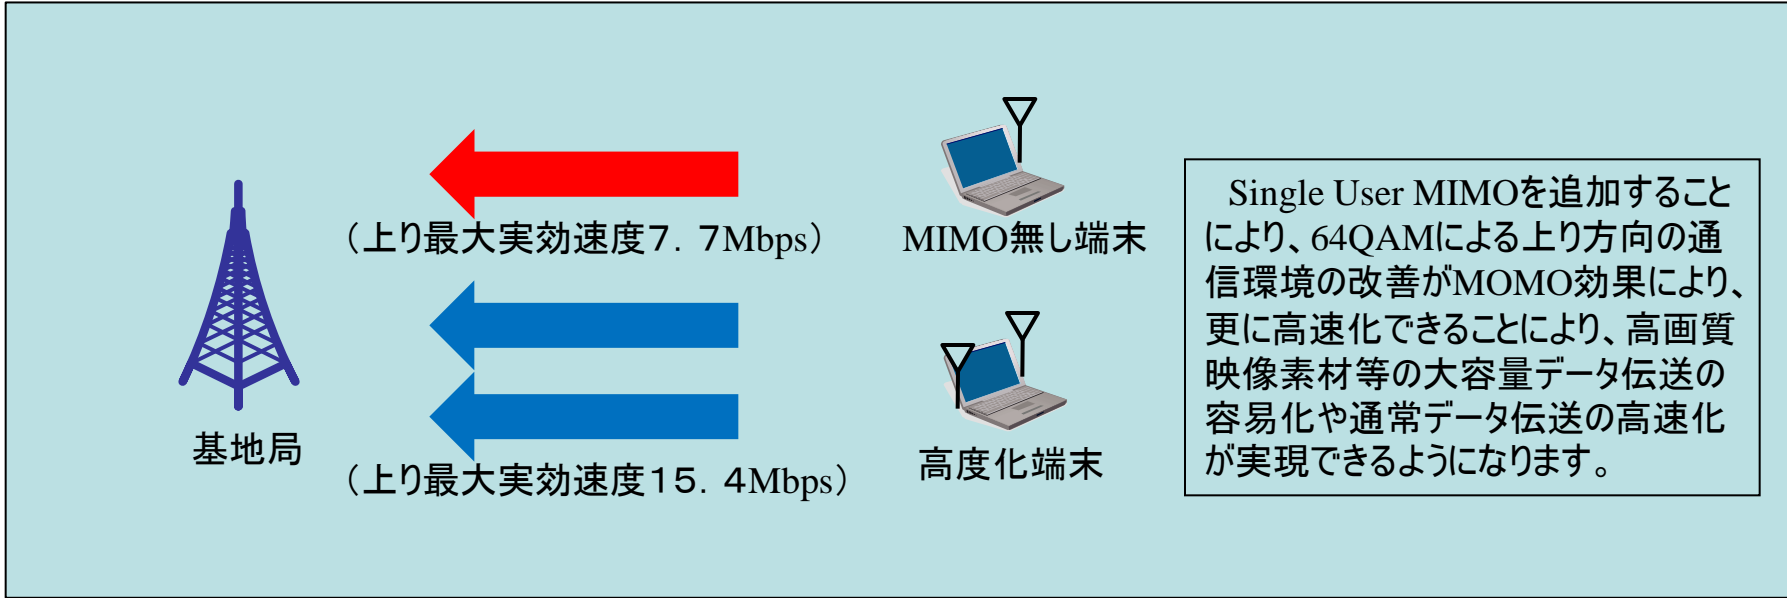 (上り最大実効速度7.7Mbps)
MIMO無し端末
基地局
(上り最大実効速度15.4Mbps)
高度化端末
Single User MIMOを追加すること
により、64QAMによる上り方向の通
信環境の改善がMOMO効果により、
更に高速化できることにより、高画質
映像素材等の大容量データ伝送の
容易化や通常データ伝送の高速化
が実現できるようになります。